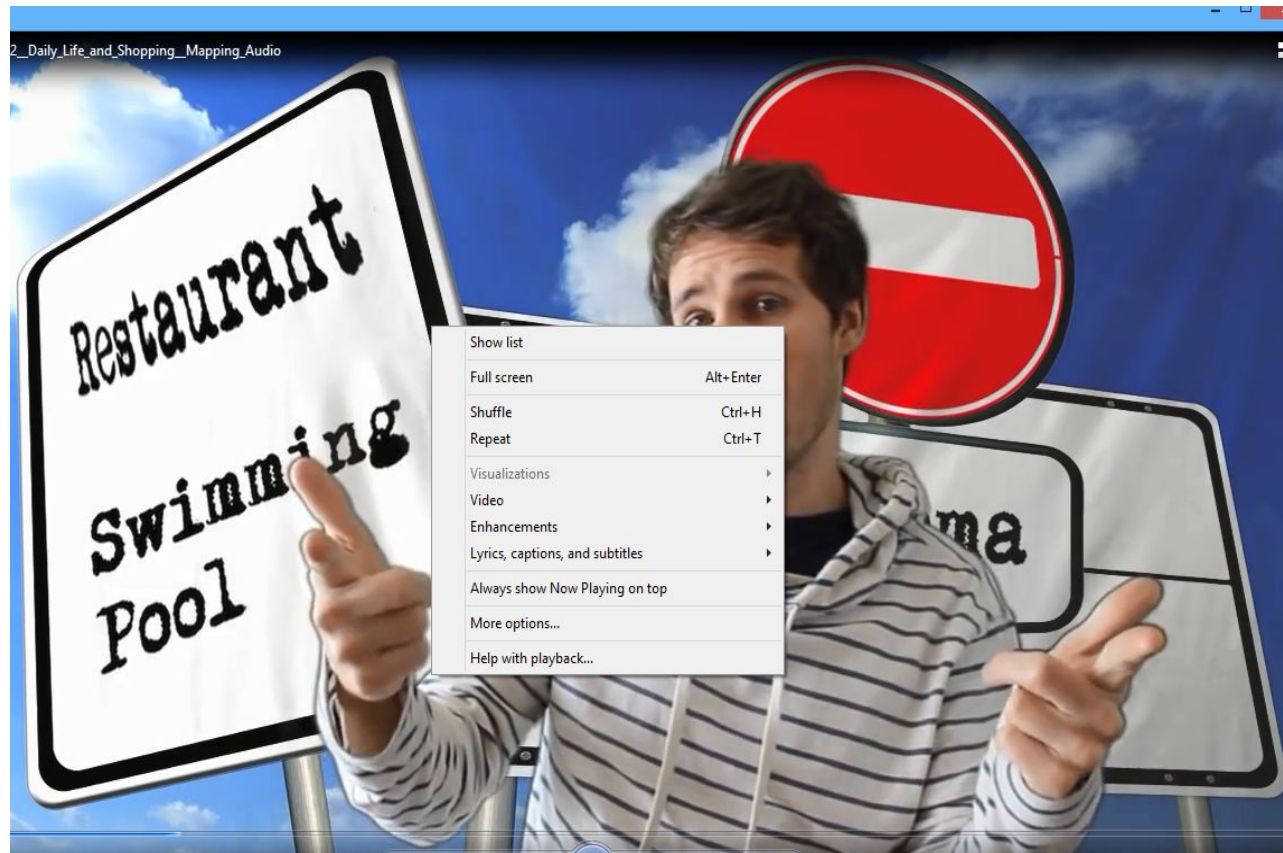 2__Daily_Life_and_Shopping__Mapping_Audio
Restaurant
Swimming
Pool
ma
Show list
Full screen Alt+Enter
Shuffle Ctrl+H
Repeat Ctrl+T
Visualizations
Video
Enhancements
Lyrics, captions, and subtitles
Always show Now Playing on top
More options...
Help with playback...